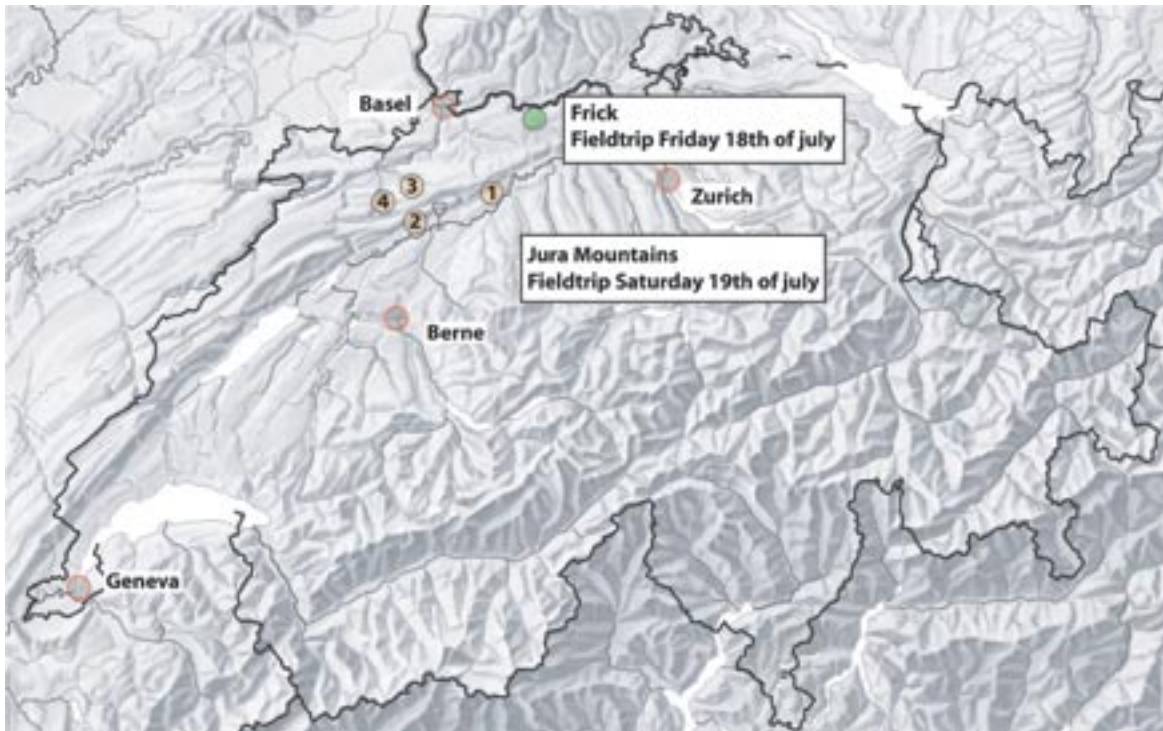 Basel
Frick
Fieldtrip Friday 18th of july
3
4
1
2
Zurich
Jura Mountains
Fieldtrip Saturday 19th of july
Berne
Geneva